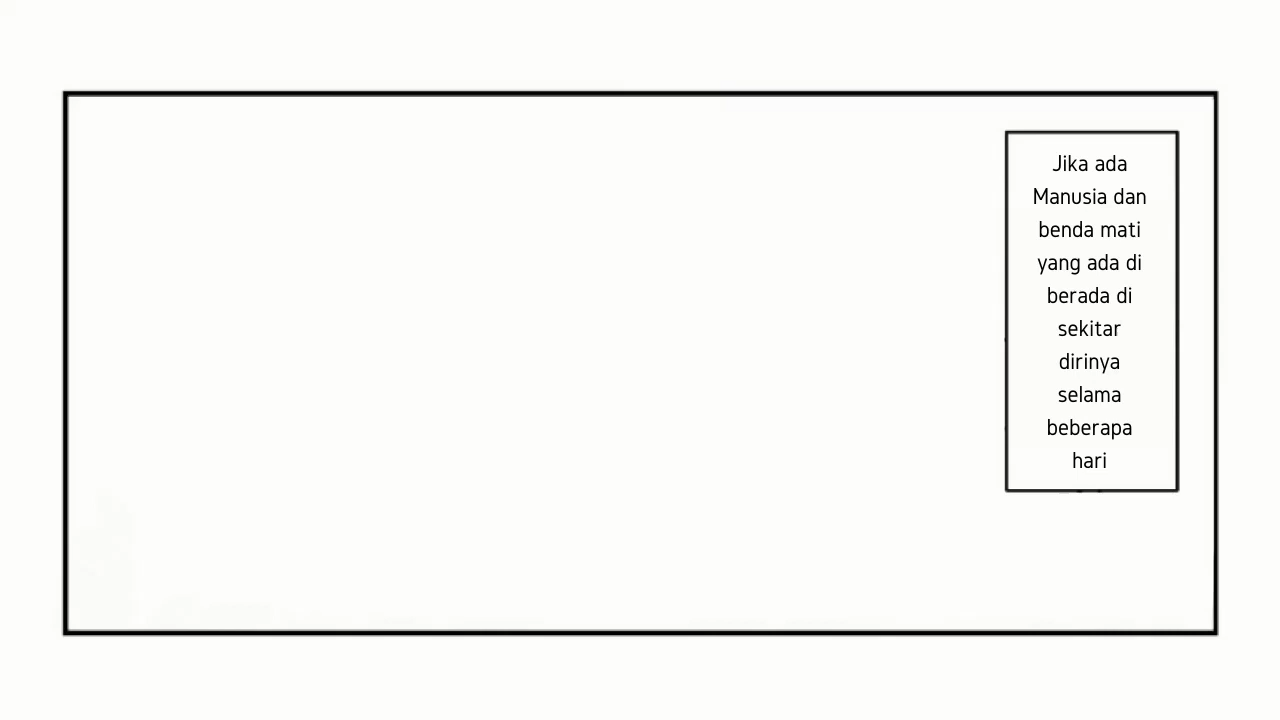 Jika ada
Manusia dan
benda mati
yang ada di
berada di
sekitar
dirinya
selama
beberapa
hari